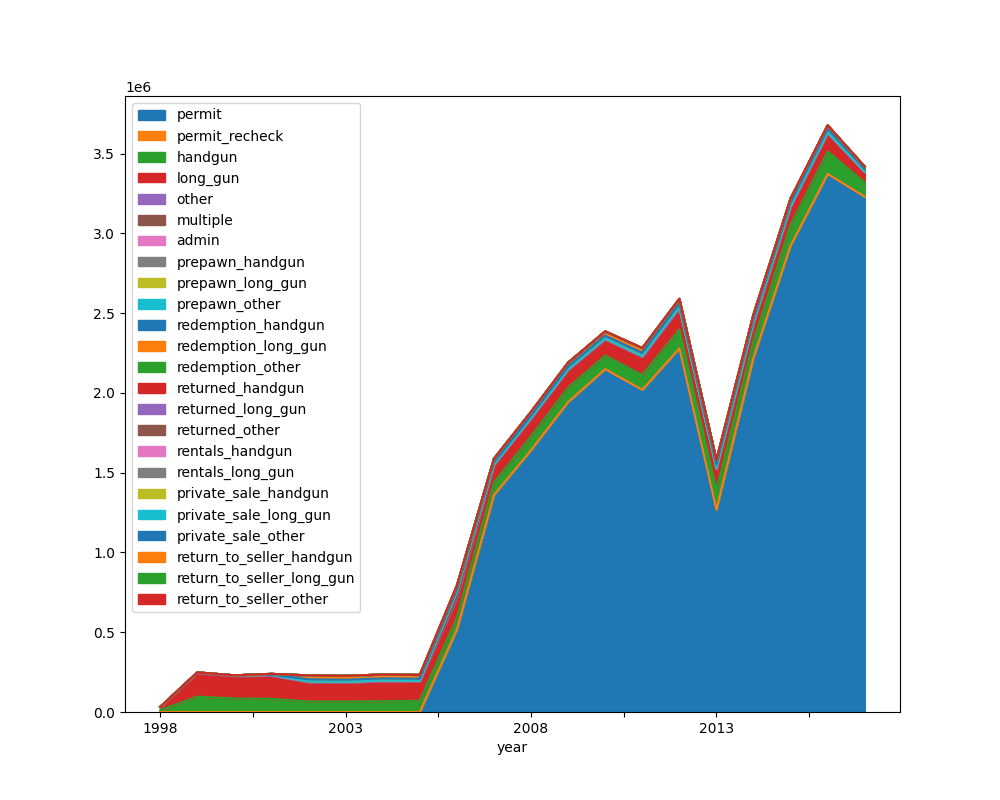 1e6
permit
permit_recheck
handgun
long_gun
other
multiple
admin
prepawn_handgun
prepawn_long_gun
prepawn_other
redemption_handgun
redemption_long_gun
redemption_other
returned_handgun
returned_long_gun
returned_other
rentals_handgun
rentals_long_gun
private_sale_handgun
private_sale_long_gun
private_sale_other
return_to_seller_handgun
return_to_seller_long_gun
return_to_seller_other
3.5
3.0
2.5
2.0
1.5
1.0
0.5
0.0
1998 2003 2008 2013
year